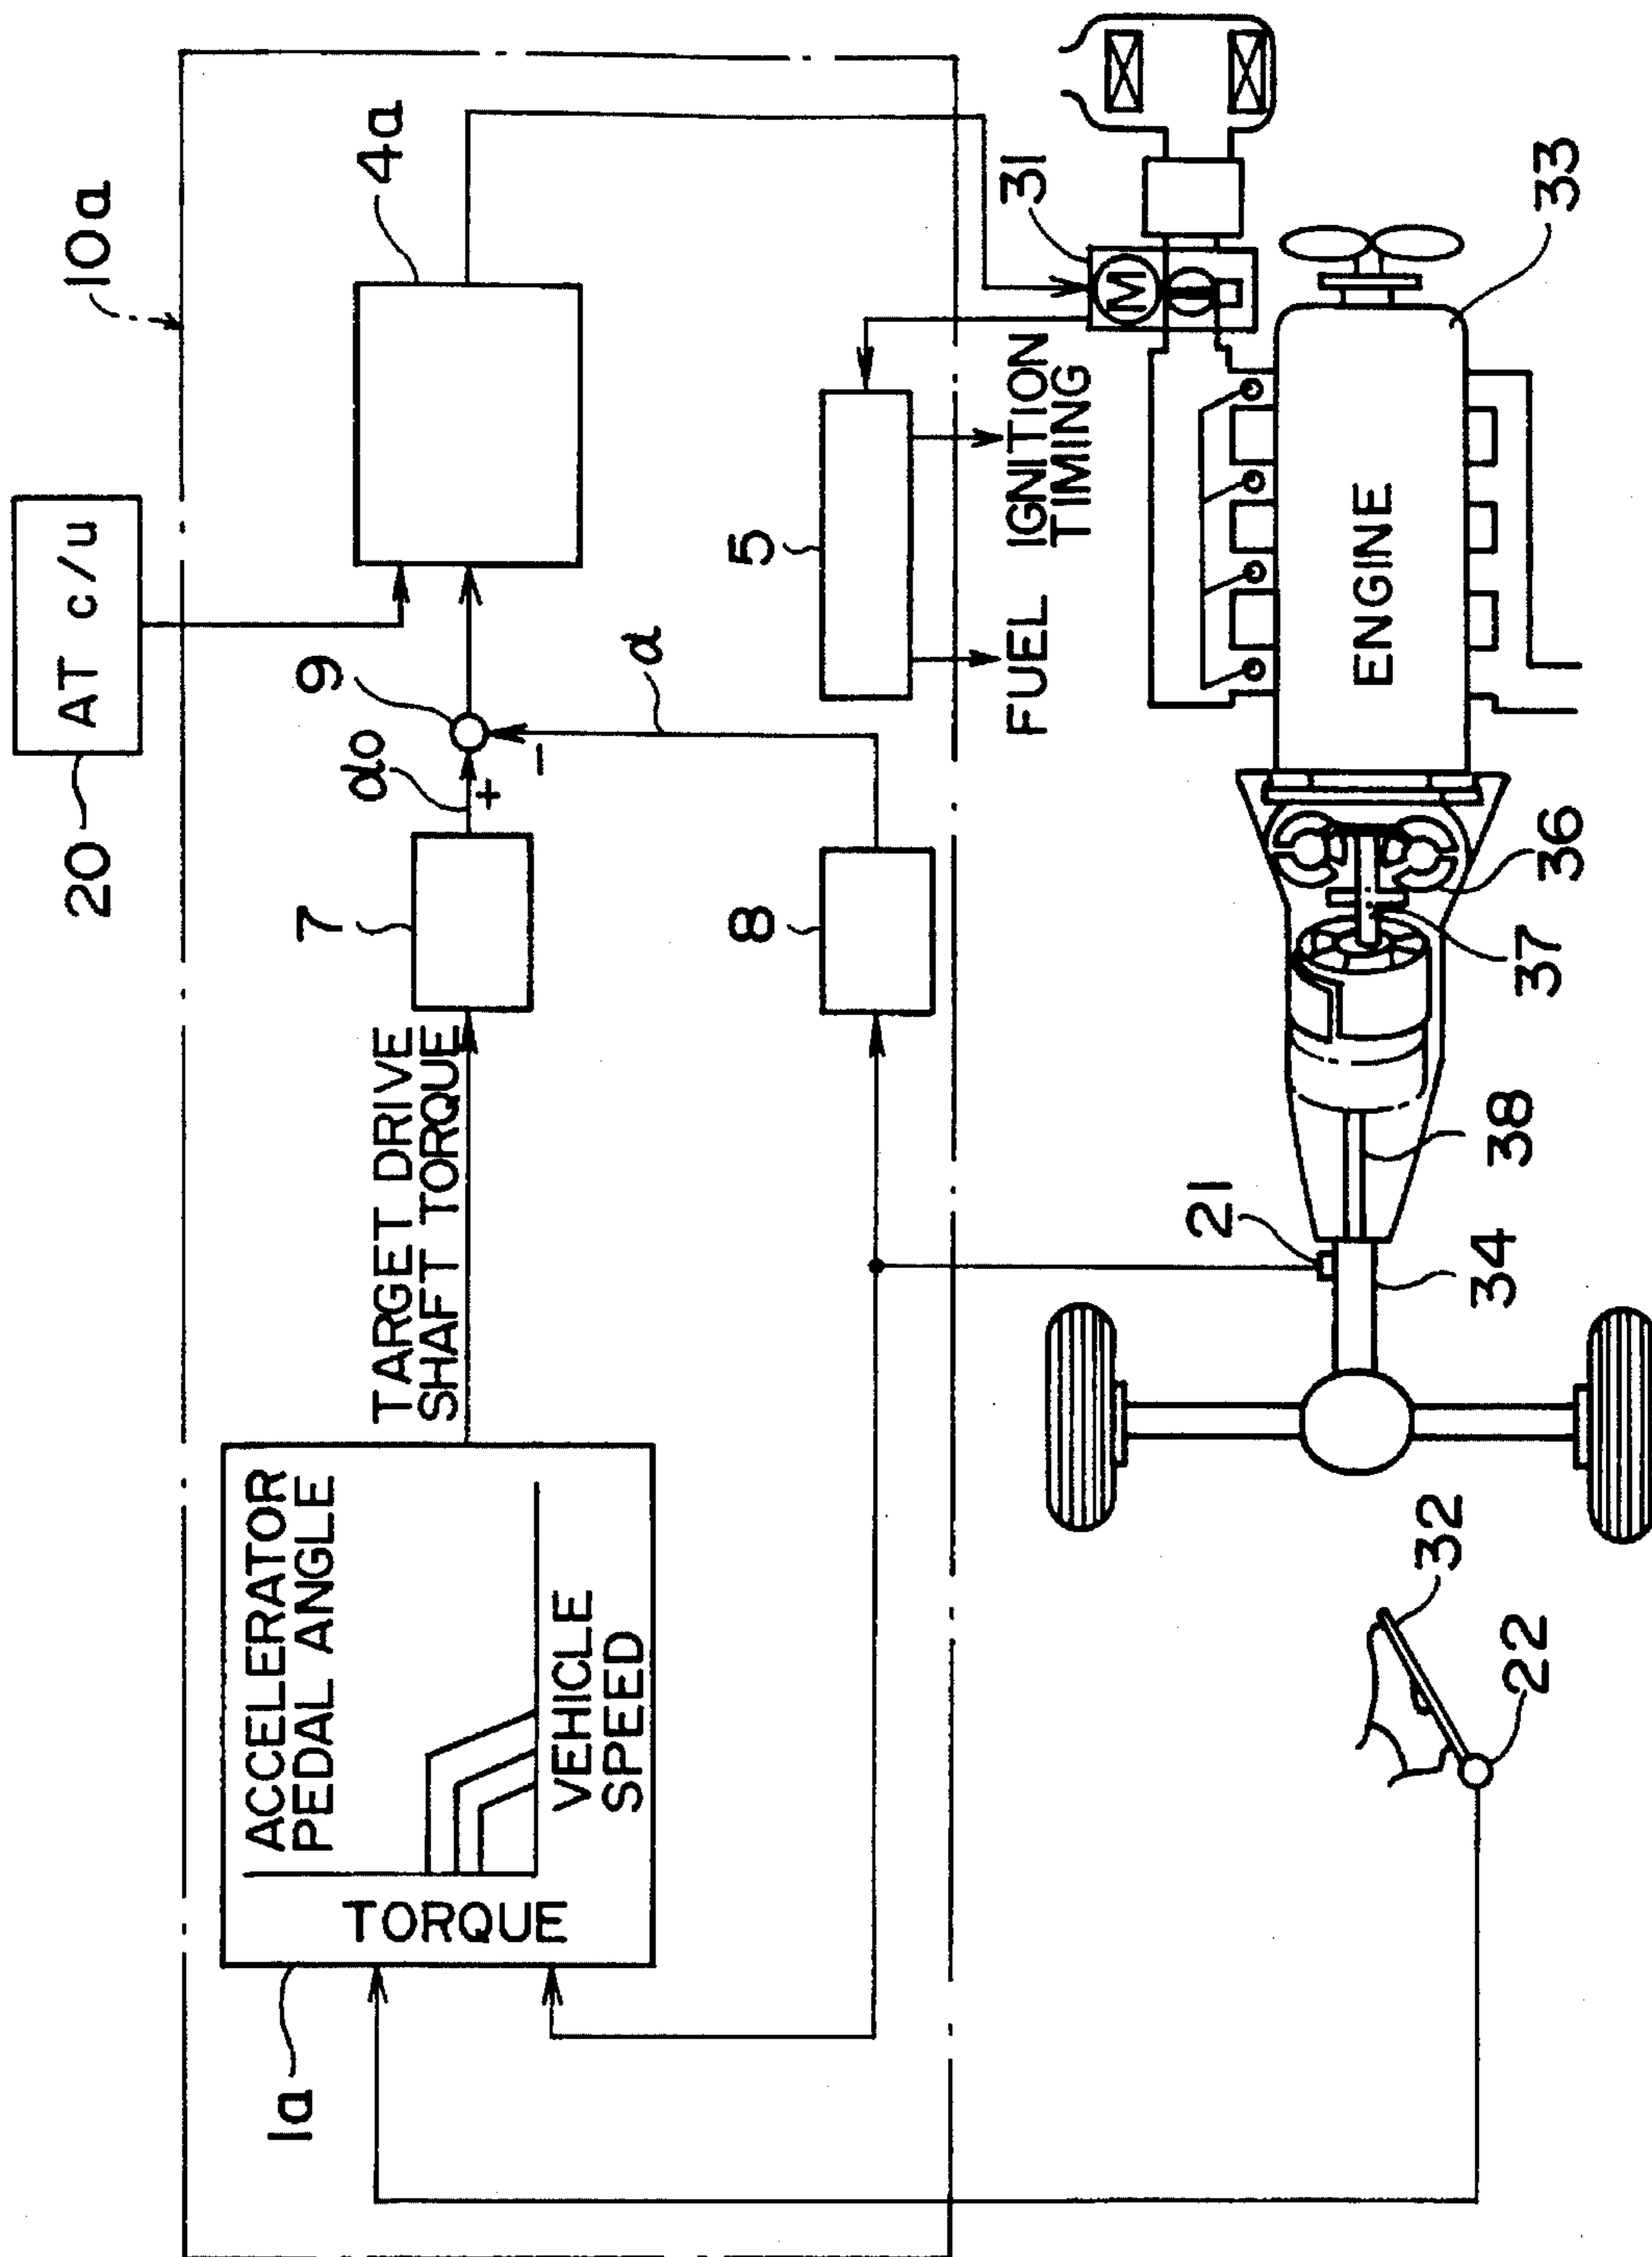 20
AT c/u
10a
1a
ACCELERATOR
PEDAL ANGLE
TORQUE
VEHICLE
SPEED
TARGET DRIVE
SHAFT TORQUE
7
αo
+
-
9
4a
8
α
5
FUEL
IGNITION
TIMING
31
M
22
32
21
34
38
37
36
ENGINE
33